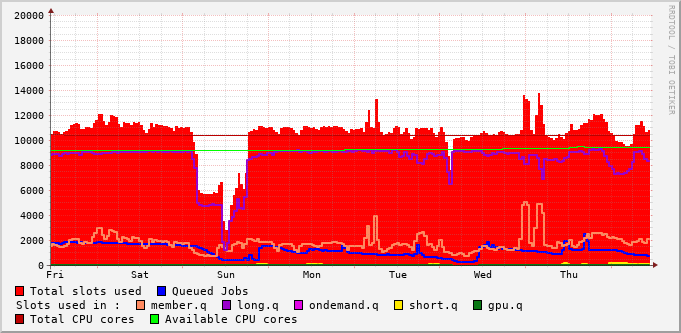 RRDTOOL / TOBI OETIKER
20000
18000
16000
14000
12000
10000
8000
6000
4000
2000
0
Fri Sat Sun Mon Tue Wed Thu
Total slots used Queued Jobs
Slots used in : member.q long.q ondemand.q short.q gpu.q
Total CPU cores Available CPU cores